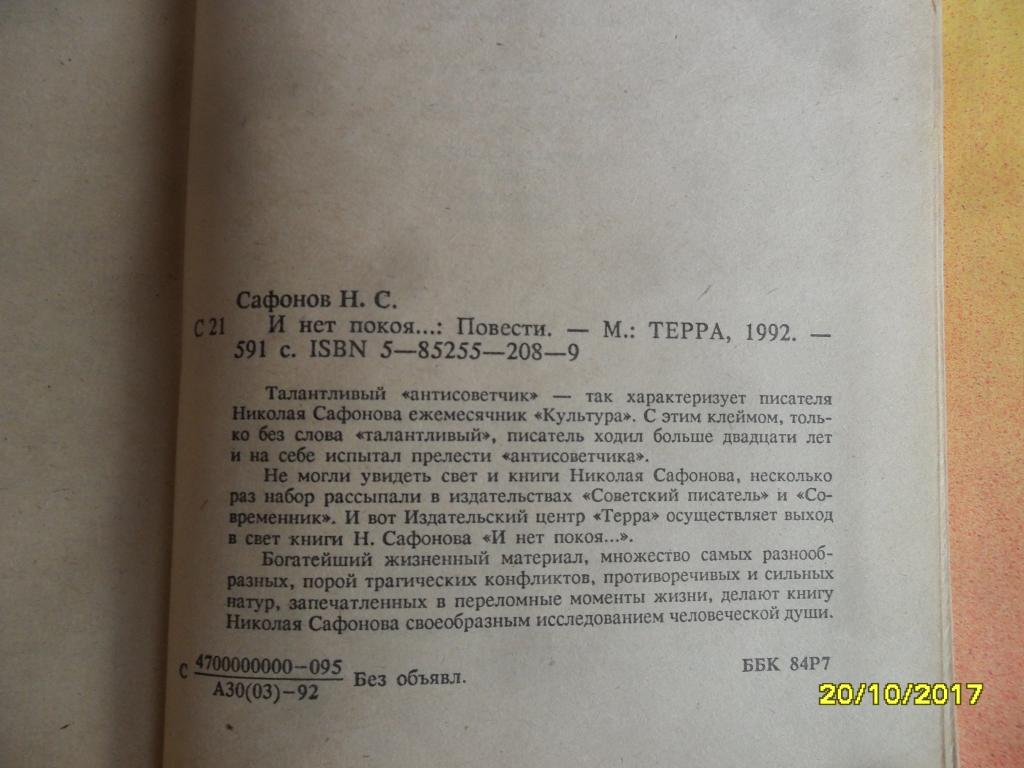 Сафонов Н. С.
С 21 И нет покоя...: Повести. — М.: ТЕРРА, 1992. —
591 с. ISBN 5—85255—208—9
Талантливый «антисоветчик» — так характеризует писателя
Николая Сафонова ежемесячник «Культура». С этим клеймом, толь-
ко без слова «талантливый», писатель ходил больше двадцати лет
и на себе испытал прелести «антисоветчика».
Не могли увидеть свет и книги Николая Сафонова, несколько
раз набор рассыпали в издательствах «Советский писатель» и «Со-
временник». И вот Издательский центр «Терра» осуществляет выход
в свет книги Н. Сафонова «И нет покоя...».
Богатейший жизненный материал, множество самых разнооб-
разных, порой трагических конфликтов, противоречивых и сильных
натур, запечатленных в переломные моменты жизни, делают книгу
Николая Сафонова своеобразным исследованием человеческой души.
С 4700000000—095
А30(03)—92
Без объявл.
ББК 84Р7
20/10/2017